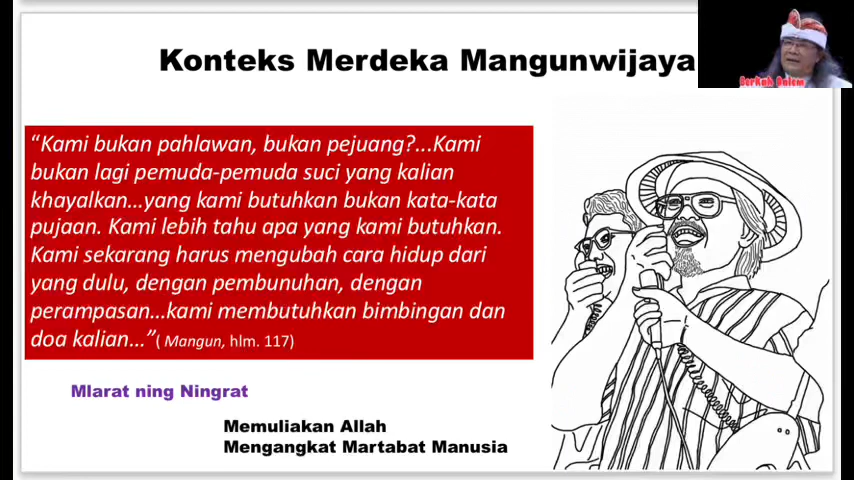 Konteks Merdeka Mangunwijaya
Berkah Dalem
“Kami bukan pahlawan, bukan pejuang?...Kami
bukan lagi pemuda-pemuda suci yang kalian
khayalkan...yang kami butuhkan bukan kata-kata
pujaan. Kami lebih tahu apa yang kami butuhkan.
Kami sekarang harus mengubah cara hidup dari
yang dulu, dengan pembunuhan, dengan
perampasan...kami membutuhkan bimbingan dan
doa kalian...”( Mangun, hlm. 117)
Mlarat ning Ningrat
Memuliakan Allah
Mengangkat Martabat Manusia